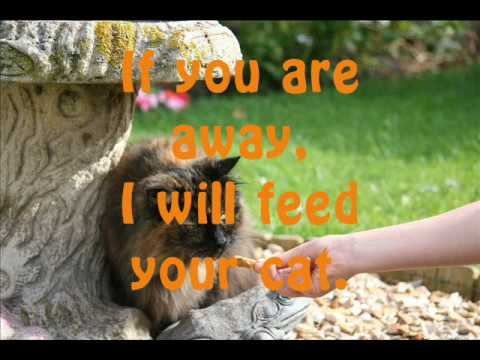 If you are
away,
I will feed
your cat.